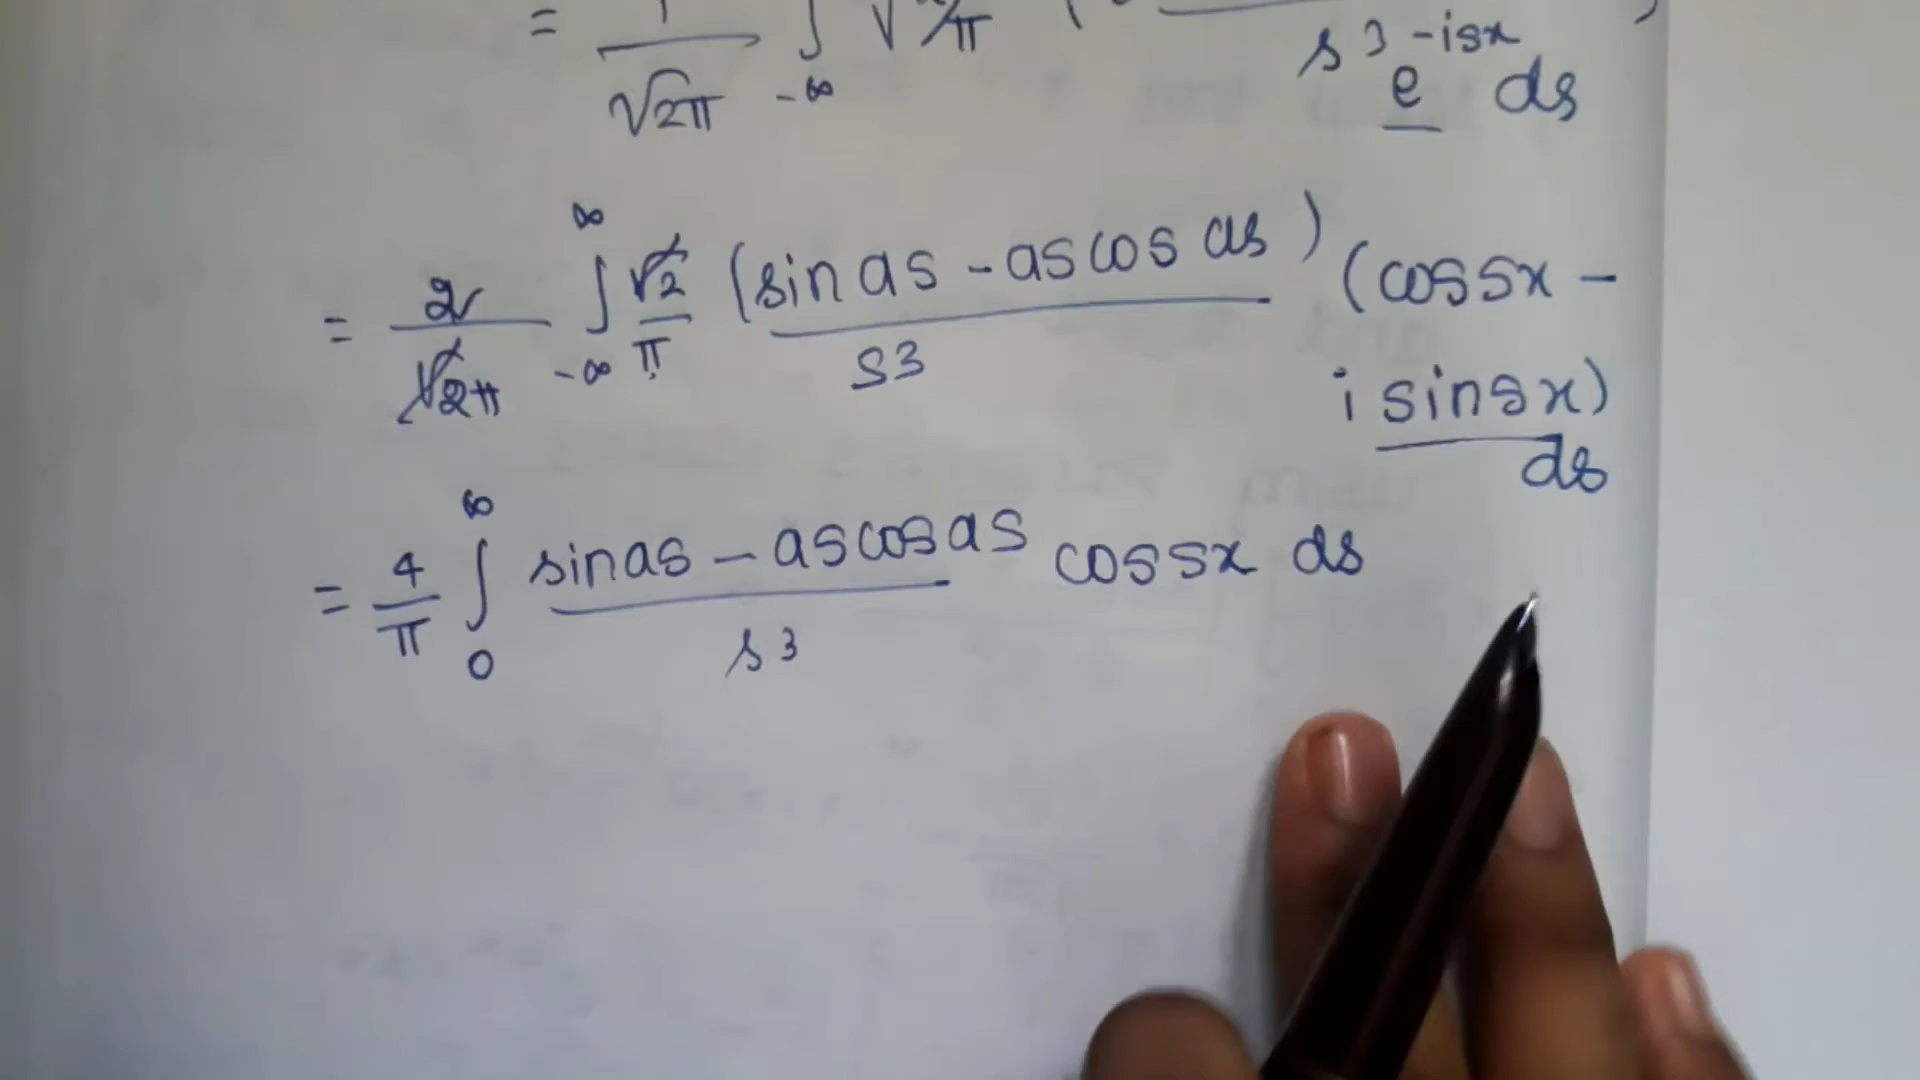 = 1/√2π ∫ -∞ √2/π ( s3 e -isx ds
= 2/√2π ∫ -∞ ∞ √2/π (sin as - as cos as)/s3 (cos sx -
i sin sx) ds
= 4/π ∫ 0 ∞ sin as - as cos as/s3 cos sx ds